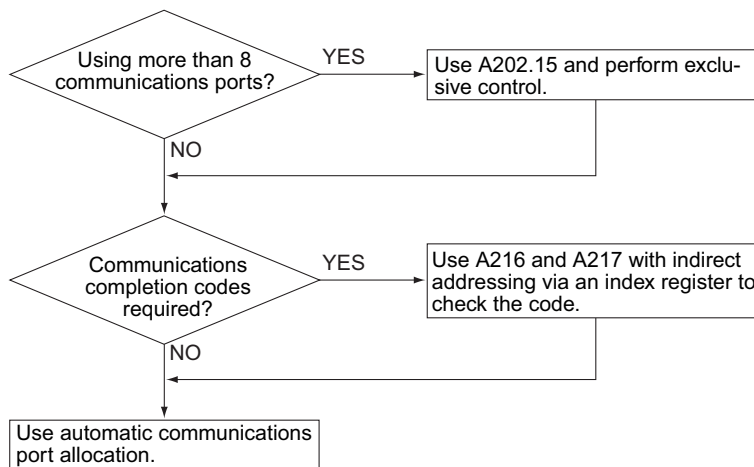 Using more than 8
communications ports?
YES
Use A202.15 and perform exclu-
sive control.
NO
Communications
completion codes
required?
YES
Use A216 and A217 with indirect
addressing via an index register to
check the code.
NO
Use automatic communications
port allocation.